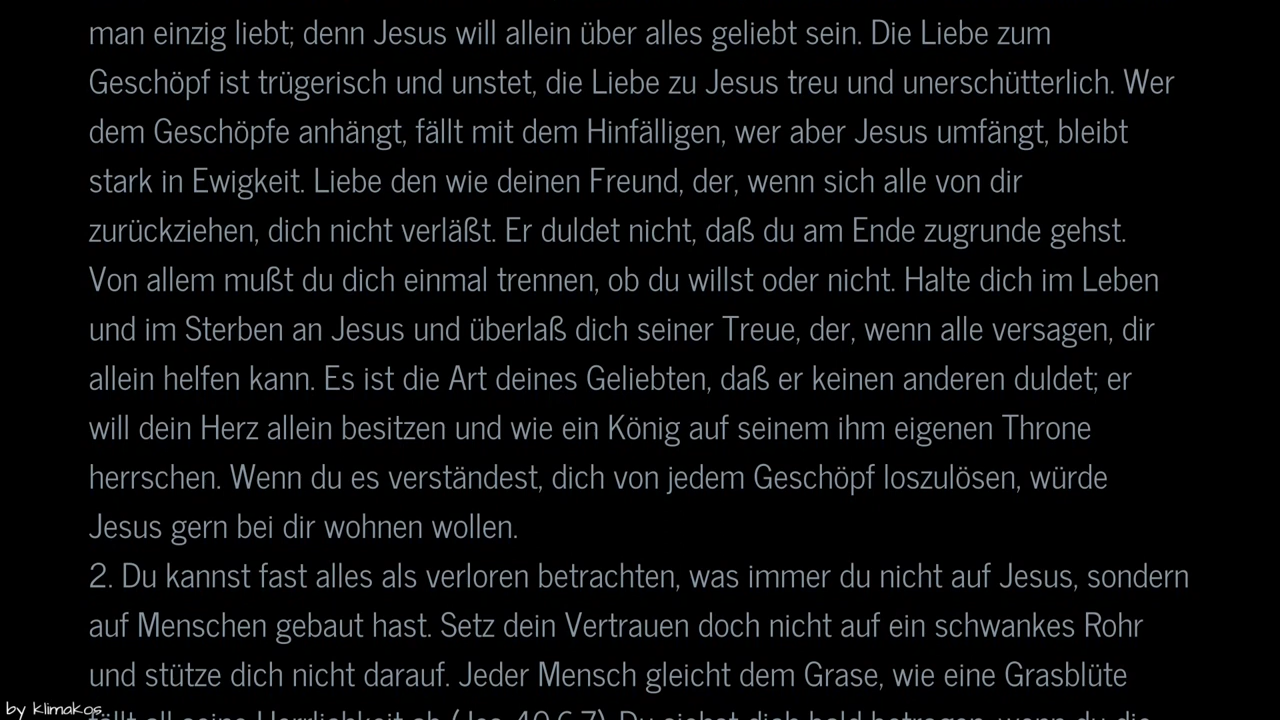 man einzig liebt; denn Jesus will allein über alles geliebt sein. Die Liebe zum
Geschöpf ist trügerisch und unstet, die Liebe zu Jesus treu und unerschütterlich. Wer
dem Geschöpfe anhängt, fällt mit dem Hinfälligen, wer aber Jesus umfängt, bleibt
stark in Ewigkeit. Liebe den wie deinen Freund, der, wenn sich alle von dir
zurückziehen, dich nicht verläßt. Er duldet nicht, daß du am Ende zugrunde gehst.
Von allem mußt du dich einmal trennen, ob du willst oder nicht. Halte dich im Leben
und im Sterben an Jesus und überlaß dich seiner Treue, der, wenn alle versagen, dir
allein helfen kann. Es ist die Art deines Geliebten, daß er keinen anderen duldet; er
will dein Herz allein besitzen und wie ein König auf seinem ihm eigenen Throne
herrschen. Wenn du es verständest, dich von jedem Geschöpf loszulösen, würde
Jesus gern bei dir wohnen wollen.
2. Du kannst fast alles als verloren betrachten, was immer du nicht auf Jesus, sondern
auf Menschen gebaut hast. Setz dein Vertrauen doch nicht auf ein schwankes Rohr
und stütze dich nicht darauf. Jeder Mensch gleicht dem Grase, wie eine Grasblüte
by klimakos